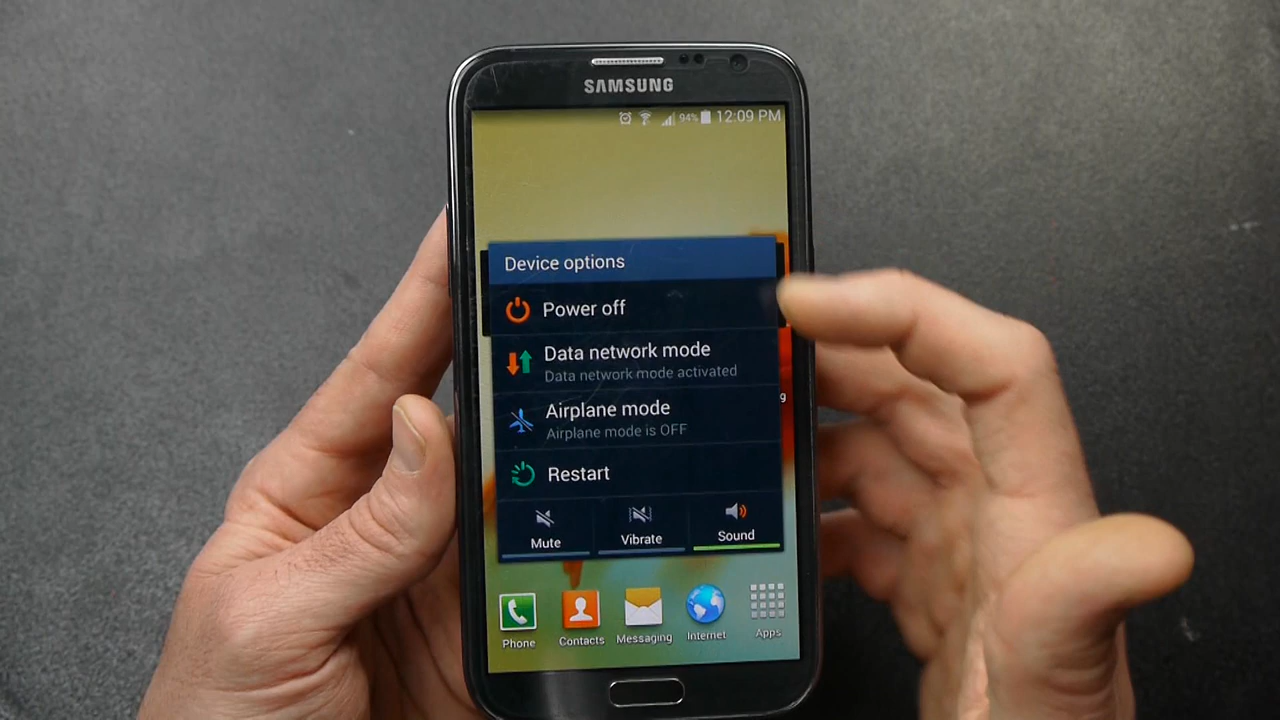 SAMSUNG
94% 12:09 PM
Device options
Power off
Data network mode
Data network mode activated
Airplane mode
Airplane mode is OFF
Restart
Mute Vibrate Sound
g
Phone Contacts Messaging Internet Apps